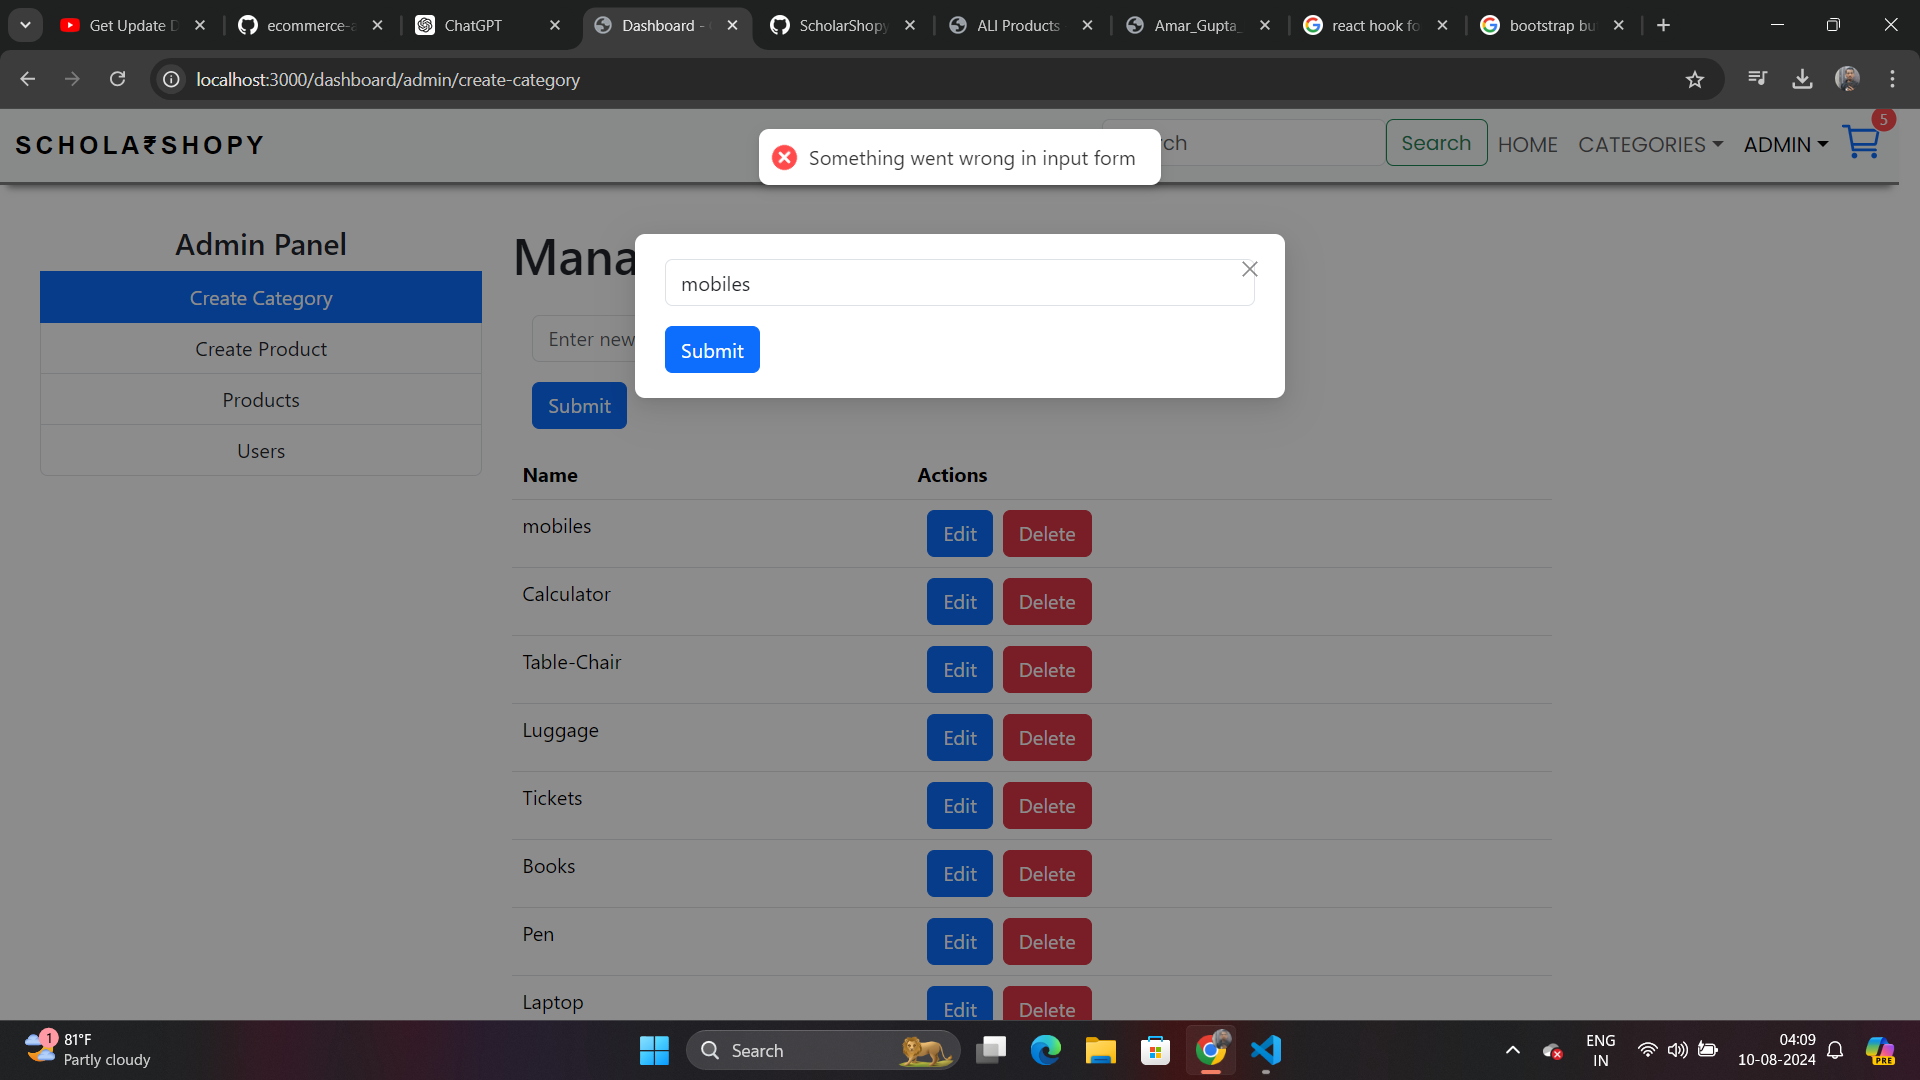 Get Update D
ecommerce-a
ChatGPT
Dashboard -
ScholarShopy
ALI Products
Amar_Gupta_
react hook fo
bootstrap bu
localhost:3000/dashboard/admin/create-category
SCHOLA₹SHOPY
Something went wrong in input form
rch
Search
HOME
CATEGORIES
ADMIN
5
Admin Panel
Create Category
Create Product
Products
Users
Mana
mobiles
Submit
Enter new
Submit
Name Actions
mobiles Edit Delete
Calculator Edit Delete
Table-Chair Edit Delete
Luggage Edit Delete
Tickets Edit Delete
Books Edit Delete
Pen Edit Delete
Laptop Edit Delete
1
81°F
Partly cloudy
Search
ENG
IN
04:09
10-08-2024
PRE